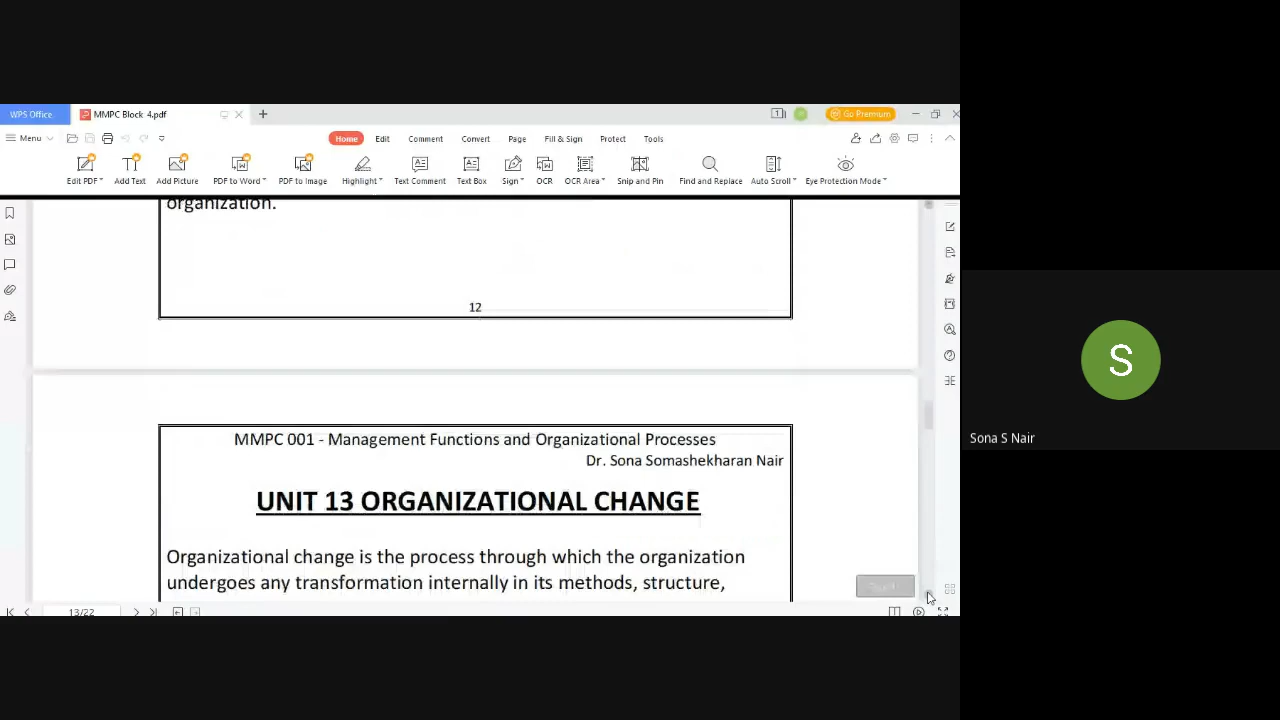 WPS Office MMPC Block 4.pdf Go Premium
Menu Home Edit Comment Convert Page Fill & Sign Protect Tools
Edit PDF Add Text Add Picture PDF to Word PDF to Image Highlight Text Comment Text Box Sign OCR OCR Area Snip and Pin Find and Replace Auto Scroll Eye Protection Mode
organization.
12
MMPC 001 - Management Functions and Organizational Processes
Dr. Sona Somashekharan Nair
UNIT 13 ORGANIZATIONAL CHANGE
Organizational change is the process through which the organization
undergoes any transformation internally in its methods, structure,
13/22
S
Sona S Nair